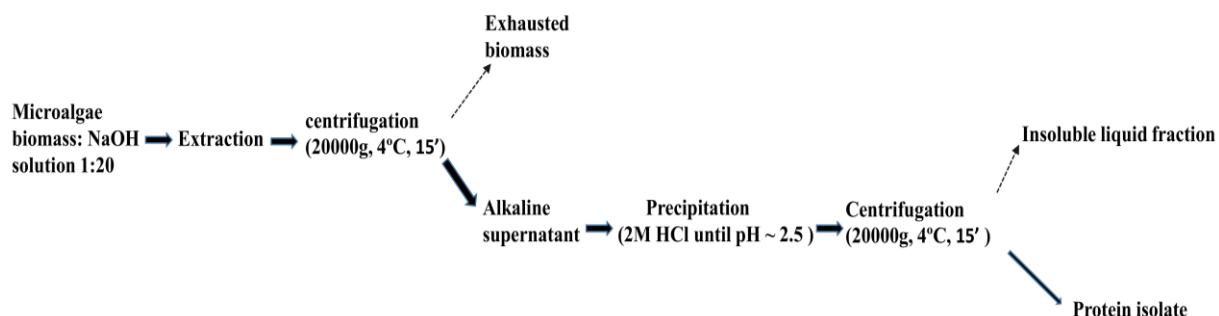 Exhausted
biomass
Microalgae
biomass: NaOH
solution 1:20
Extraction
centrifugation
(20000g, 4ºC, 15′)
Alkaline
supernatant
Precipitation
(2M HCl until pH ~ 2.5 )
Centrifugation
(20000g, 4ºC, 15′ )
Insoluble liquid fraction
Protein isolate